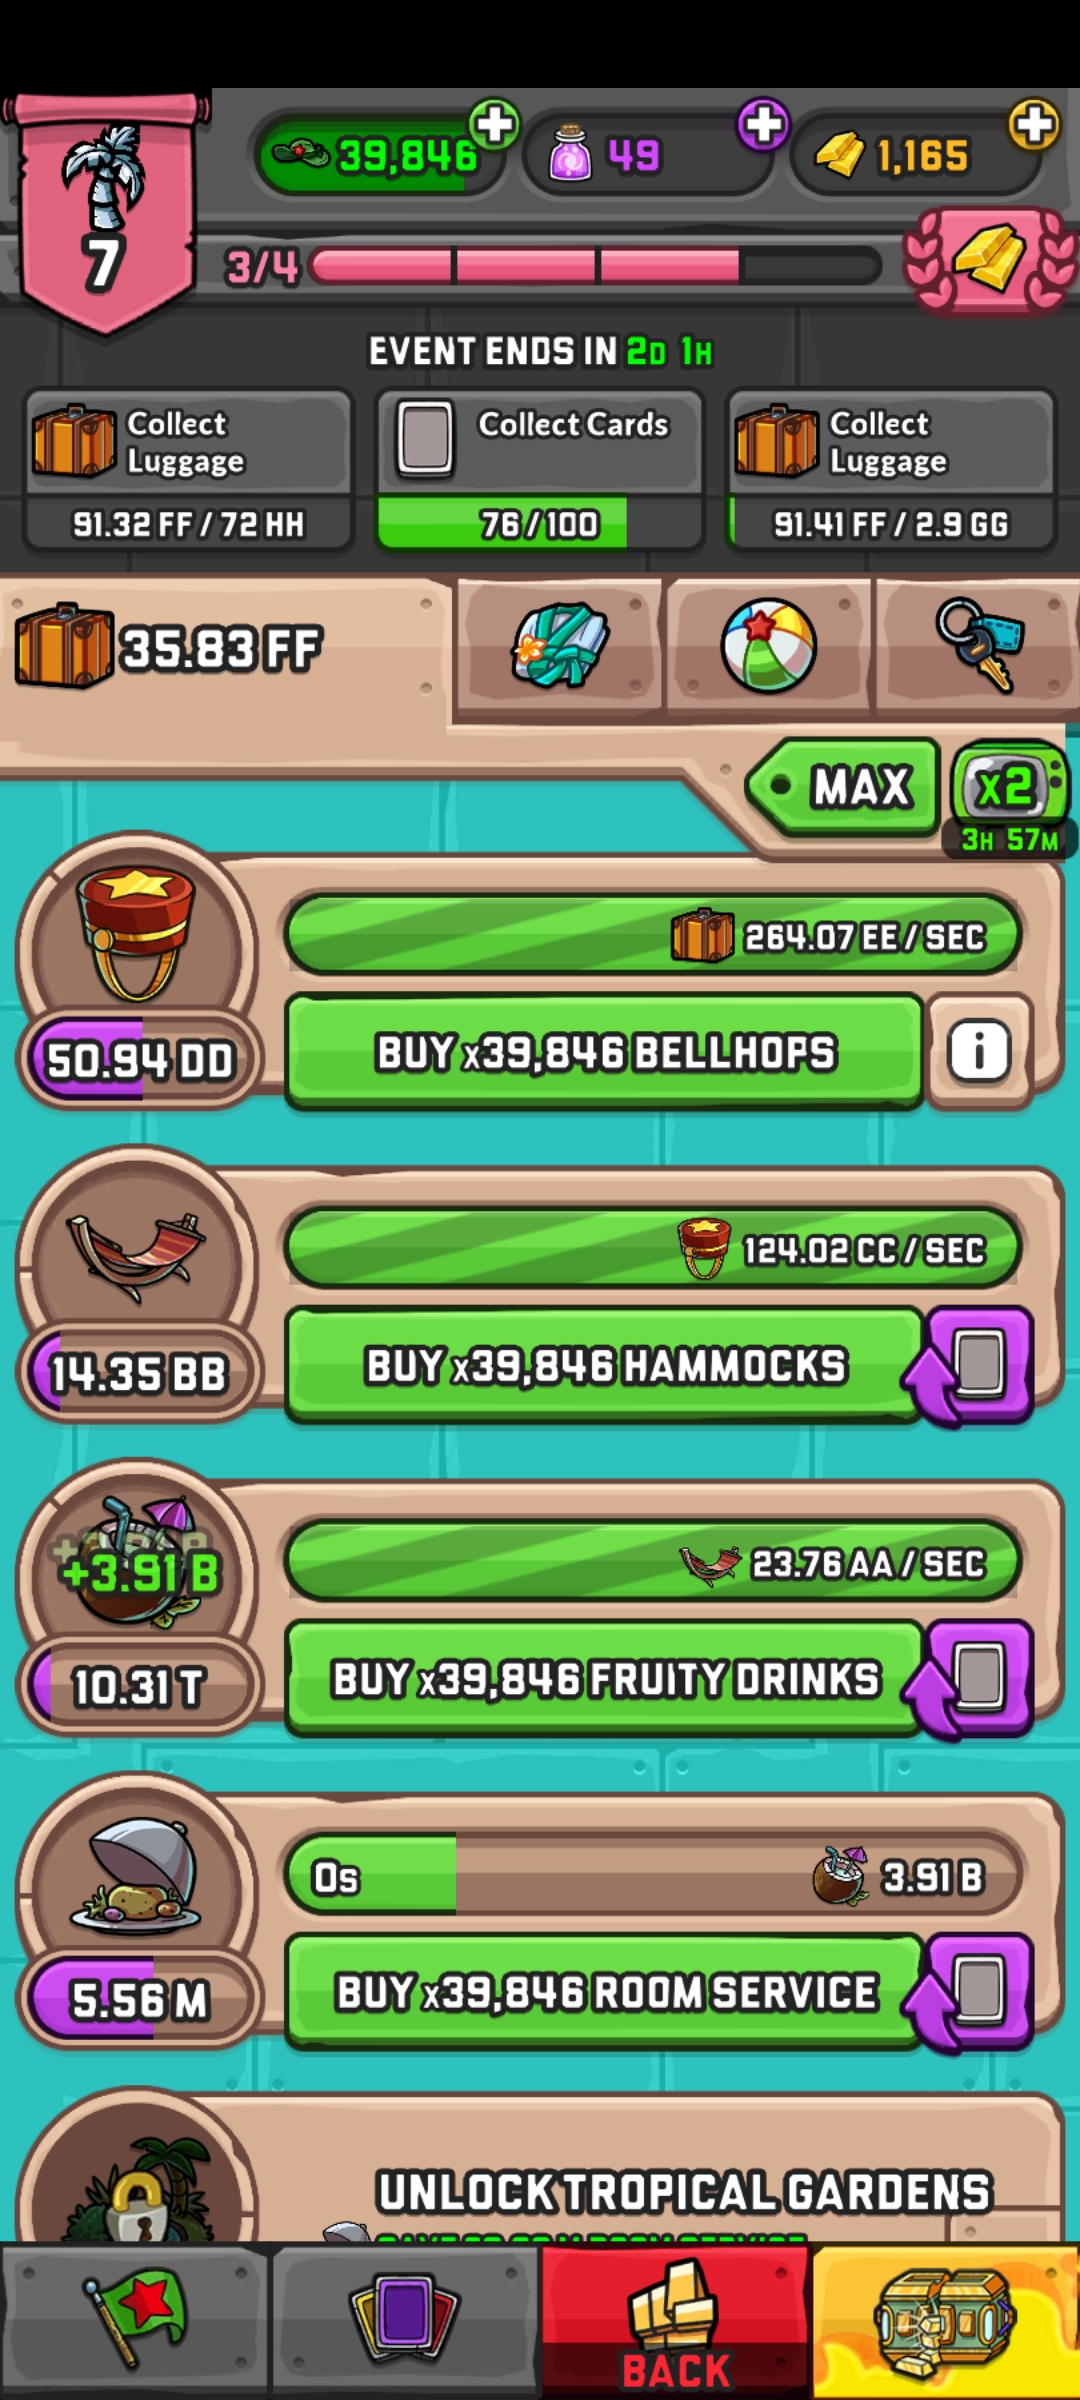 39,846
49
1,165
7
3/4
EVENT ENDS IN 2D 1H
Collect
Luggage
91.32 FF / 72 HH
Collect Cards
76 / 100
Collect
Luggage
91.41 FF / 2.9 GG
35.83 FF
MAX
x2
3H 57M
264.07 EE / SEC
50.94 DD
BUY x39,846 BELLHOPS
i
124.02 CC / SEC
14.35 BB
BUY x39,846 HAMMOCKS
+3.91 B
23.76 AA / SEC
10.31 T
BUY x39,846 FRUITY DRINKS
0s
3.91 B
5.56 M
BUY x39,846 ROOM SERVICE
UNLOCK TROPICAL GARDENS
BACK